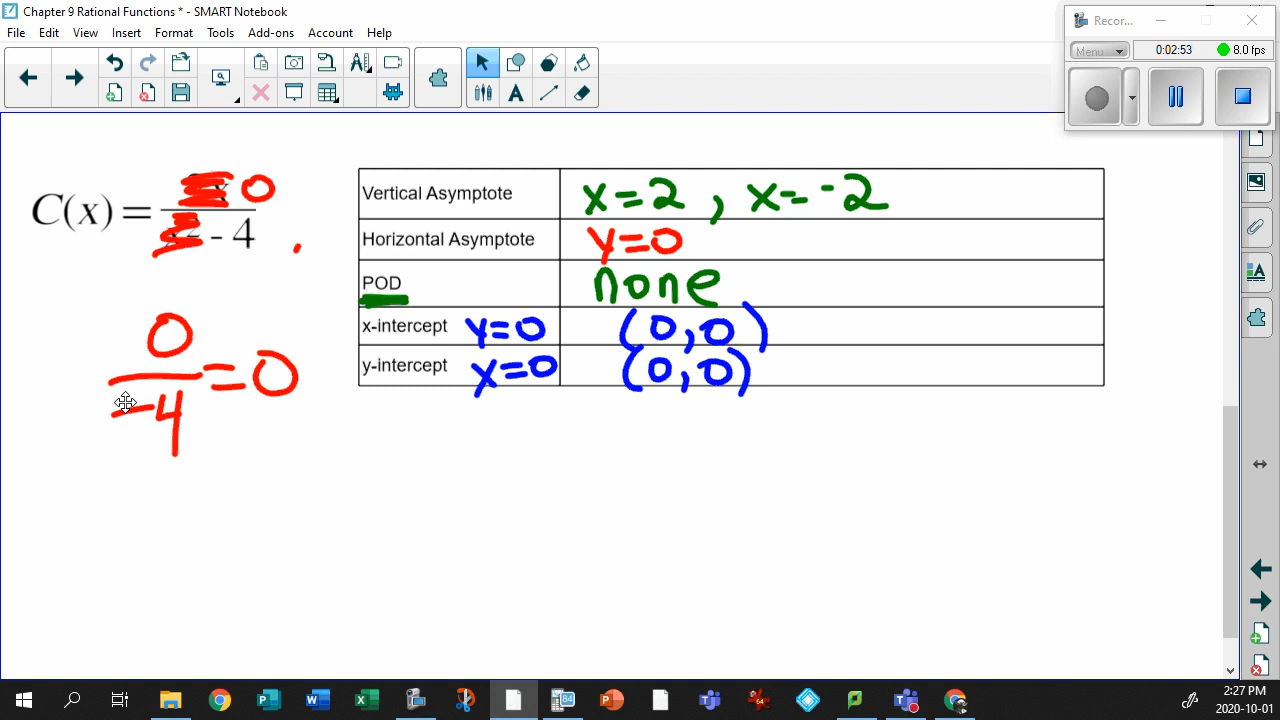 Chapter 9 Rational Functions * - SMART Notebook
File Edit View Insert Format Tools Add-ons Account Help
Recor...
Menu 0:02:53 8.0 fps
C(x) = 0
- 4
0
-4
= 0
Vertical Asymptote x=2 , x=-2
Horizontal Asymptote y=0
POD none
x-intercept y=0 (0,0)
y-intercept x=0 (0,0)
2:27 PM
2020-10-01